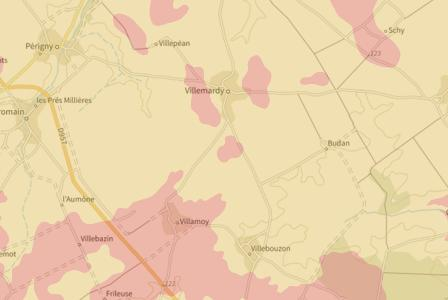 Périgny
Villepéan
Schy
Villemardy
les Prés Millières
D957
Budan
l'Aumône
Villamoy
Villebazin
Villebouzon
Frileuse